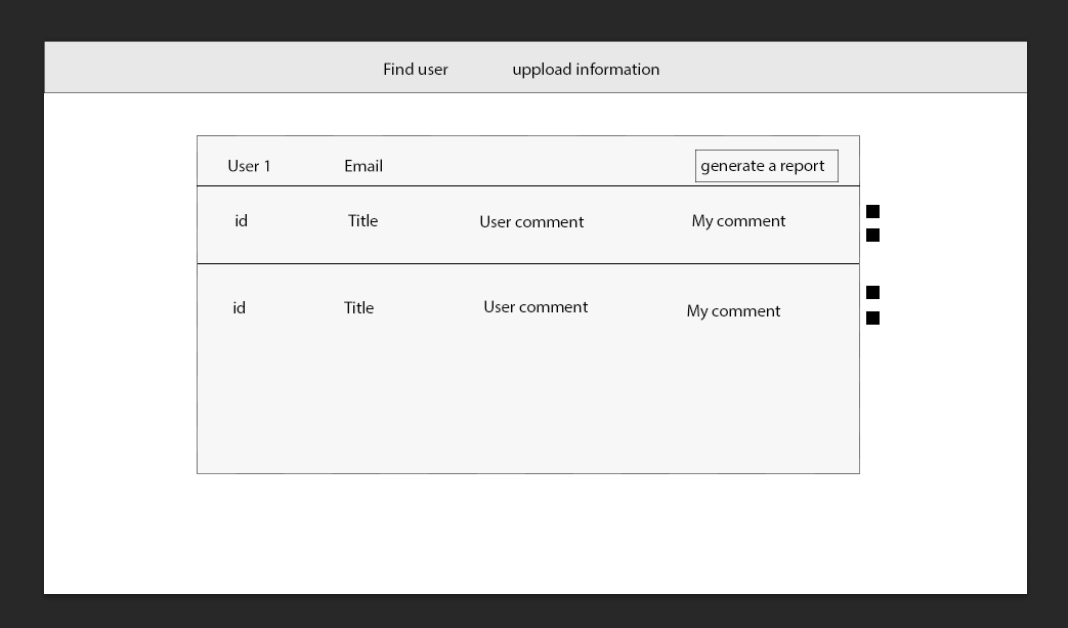 Find user uppload information
User 1 Email generate a report
id Title User comment My comment
id Title User comment My comment